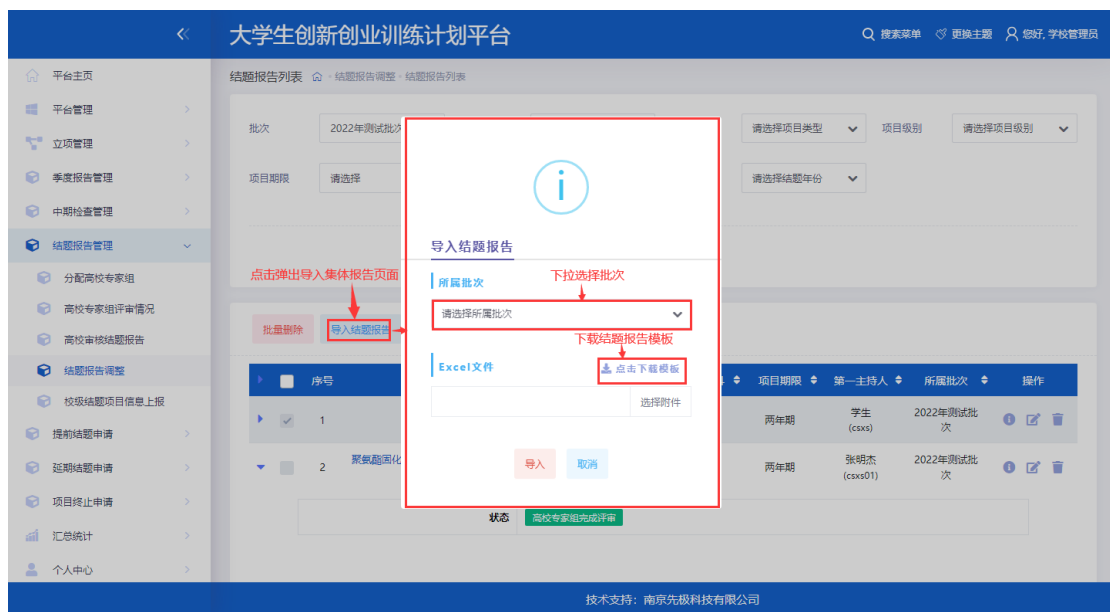 大学生创新创业训练计划平台
搜索菜单 更换主题 您好, 学校管理员
平台主页
平台管理
立项管理
季度报告管理
中期检查管理
结题报告管理
分配高校专家组
高校专家组评审情况
高校审核结题报告
结题报告调整
校级结题项目信息上报
提前结题申请
延期结题申请
项目终止申请
汇总统计
个人中心
结题报告列表 - 结题报告调整 - 结题报告列表
批次 2022年测试批次 请选择项目类型 项目级别 请选择项目级别
项目期限 请选择 请选择结题年份
点击弹出导入集体报告页面
批量删除 导入结题报告
导入结题报告
所属批次
下拉选择批次
请选择所属批次
下载结题报告模板
Excel文件
点击下载模板
选择附件
导入 取消
序号 项目期限 第一主持人 所属批次 操作
1 两年期 学生 (csxs) 2022年测试批次
2 聚氨酯固化 两年期 张明杰 (csxs01) 2022年测试批次
状态 高校专家组完成评审
技术支持：南京先极科技有限公司